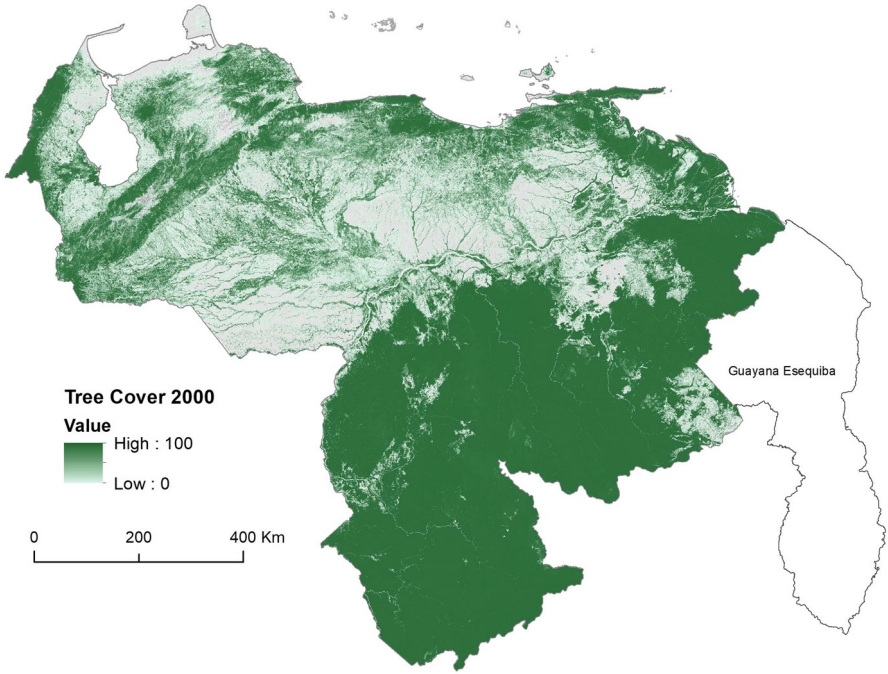 Guayana Esequiba
Tree Cover 2000
Value
High : 100
Low : 0
0 200 400 Km